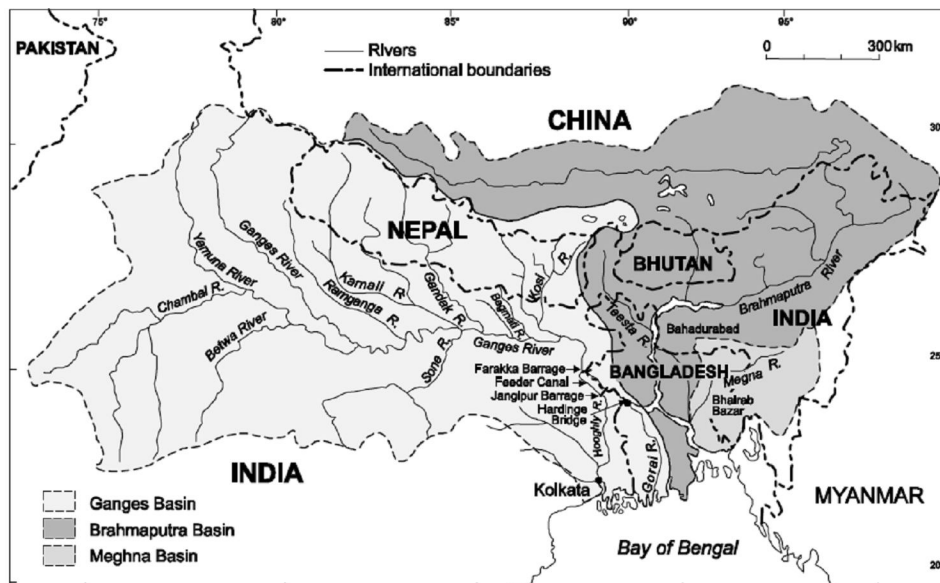 75°
80°
90°
95°
PAKISTAN
Rivers
International boundaries
0 300 km
CHINA
30
NEPAL
BHUTAN
INDIA
BANGLADESH
Yamuna River
Ganges River
Chambal R.
Betwa River
Karnali R.
Ramganga R.
Gandak R.
Bagmati R.
Kosi R.
Sone R.
Ganges River
Teesta R.
Brahmaputra River
Bahadurabad
25
Megna R.
Bhairab
Bazar
Farakka Barrage
Feeder Canal
Jangipur Barrage
Hardinge
Bridge
Hooghly R.
Gorai R.
INDIA
Kolkata
MYANMAR
Bay of Bengal
20
Ganges Basin
Brahmaputra Basin
Meghna Basin